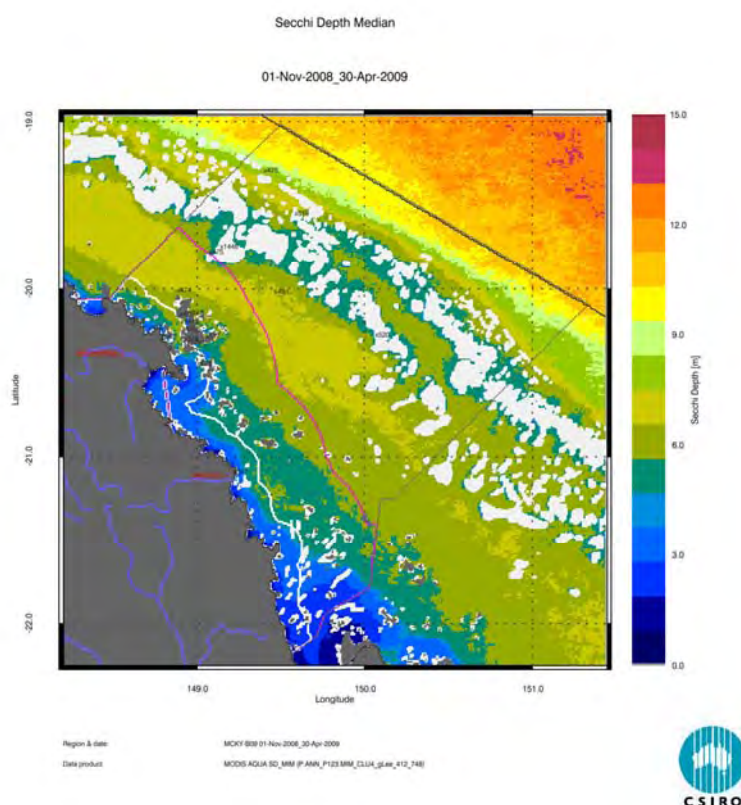 Secchi Depth Median
01-Nov-2008_30-Apr-2009
-19.0
-20.0
-21.0
-22.0
Latitude
149.0
150.0
151.0
Longitude
15.0
12.0
9.0
6.0
3.0
0.0
Secchi Depth [m]
Region & date:
MCKY-B09 01-Nov-2008_30-Apr-2009
Data product
CSIRO